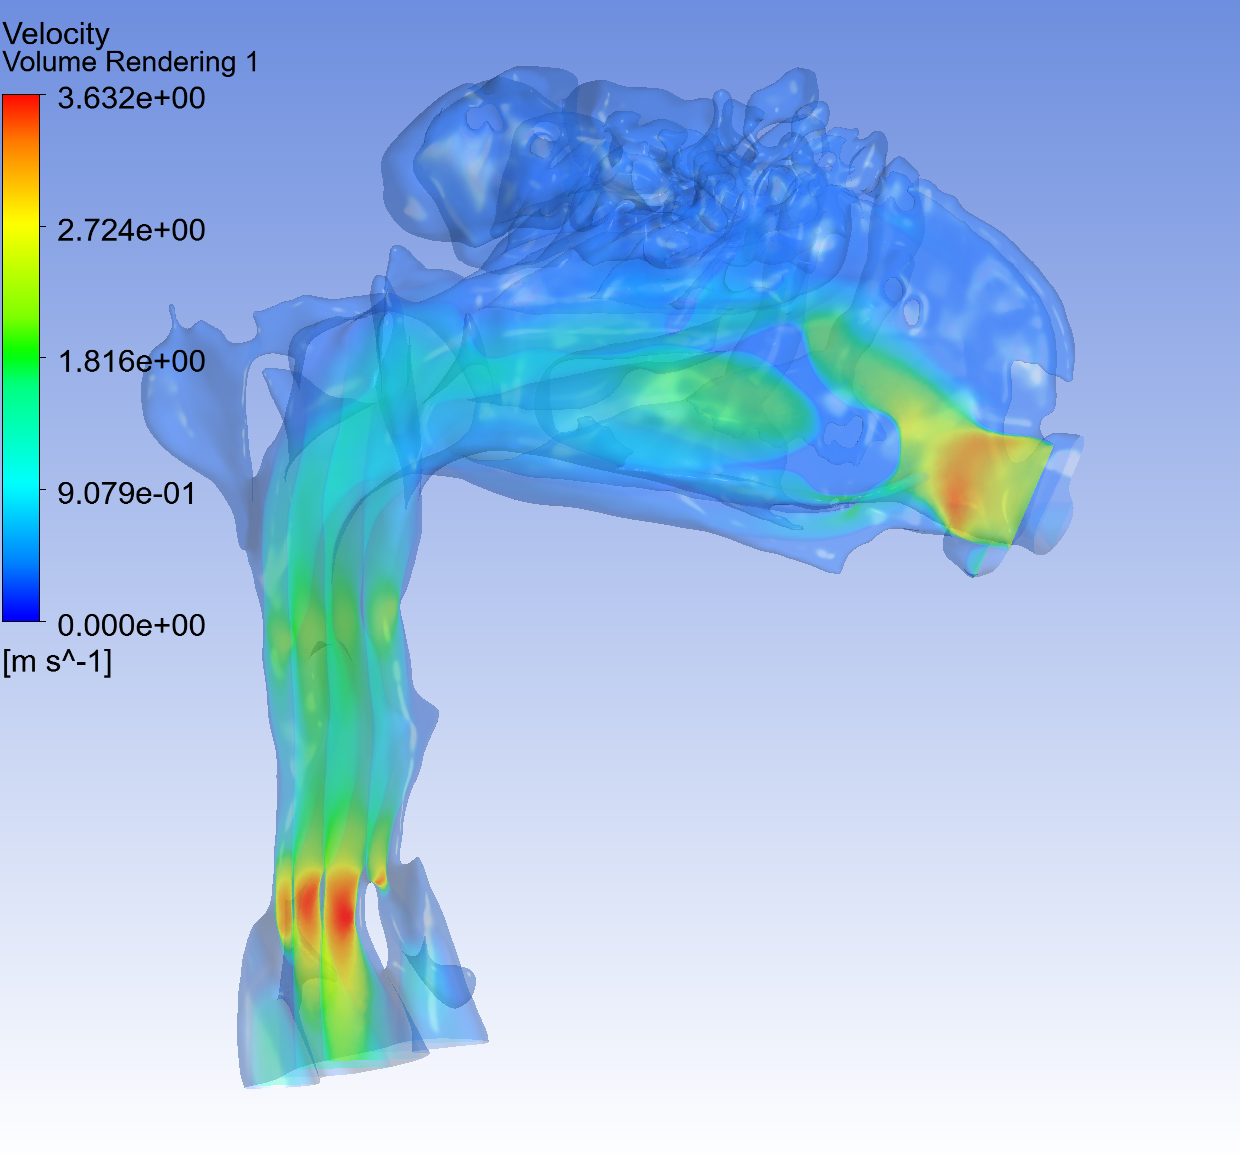 Velocity
Volume Rendering 1
3.632e+00
2.724e+00
1.816e+00
9.079e-01
0.000e+00
[m s^-1]